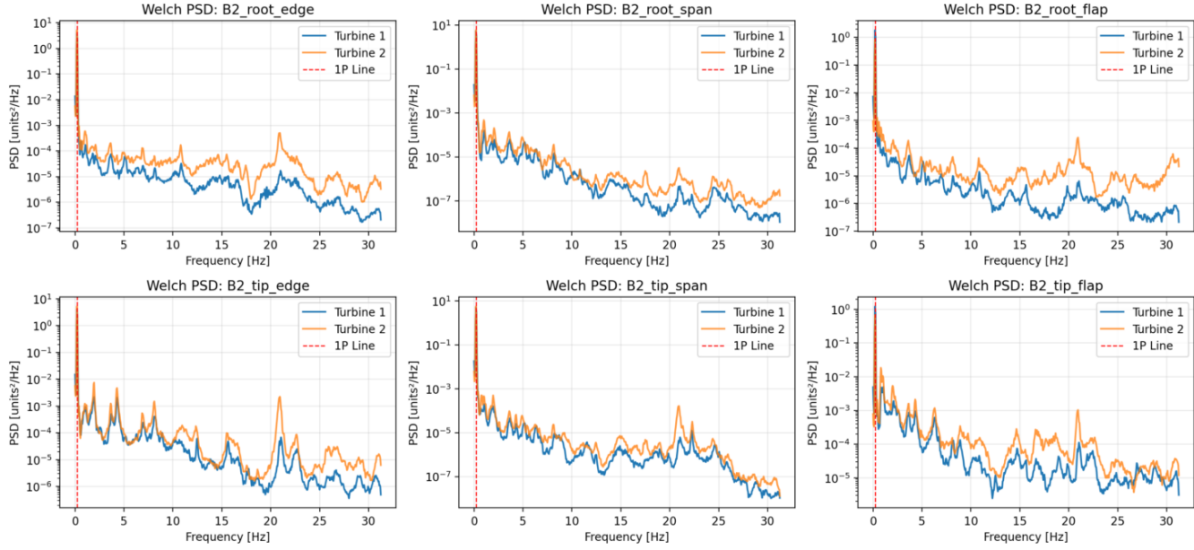 Welch PSD: B2_root_edge
PSD [units²/Hz]
10¹
10⁰
10⁻¹
10⁻²
10⁻³
10⁻⁴
10⁻⁵
10⁻⁶
10⁻⁷
0 5 10 15 20 25 30
Frequency [Hz]
Turbine 1
Turbine 2
1P Line
Welch PSD: B2_root_span
PSD [units²/Hz]
10¹
10⁻¹
10⁻³
10⁻⁵
10⁻⁷
0 5 10 15 20 25 30
Frequency [Hz]
Turbine 1
Turbine 2
1P Line
Welch PSD: B2_root_flap
PSD [units²/Hz]
10⁰
10⁻¹
10⁻²
10⁻³
10⁻⁴
10⁻⁵
10⁻⁶
10⁻⁷
0 5 10 15 20 25 30
Frequency [Hz]
Turbine 1
Turbine 2
1P Line
Welch PSD: B2_tip_edge
PSD [units²/Hz]
10¹
10⁰
10⁻¹
10⁻²
10⁻³
10⁻⁴
10⁻⁵
10⁻⁶
0 5 10 15 20 25 30
Frequency [Hz]
Turbine 1
Turbine 2
1P Line
Welch PSD: B2_tip_span
PSD [units²/Hz]
10¹
10⁻¹
10⁻³
10⁻⁵
10⁻⁷
0 5 10 15 20 25 30
Frequency [Hz]
Turbine 1
Turbine 2
1P Line
Welch PSD: B2_tip_flap
PSD [units²/Hz]
10⁰
10⁻¹
10⁻²
10⁻³
10⁻⁴
10⁻⁵
0 5 10 15 20 25 30
Frequency [Hz]
Turbine 1
Turbine 2
1P Line